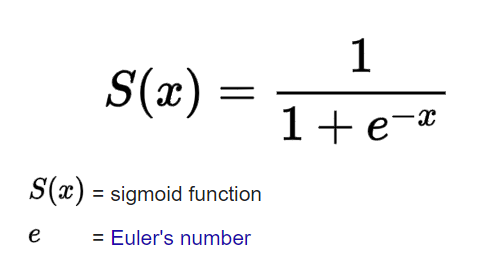 S(x) = 1 / (1 + e^{-x})
S(x) = sigmoid function
e = Euler's number